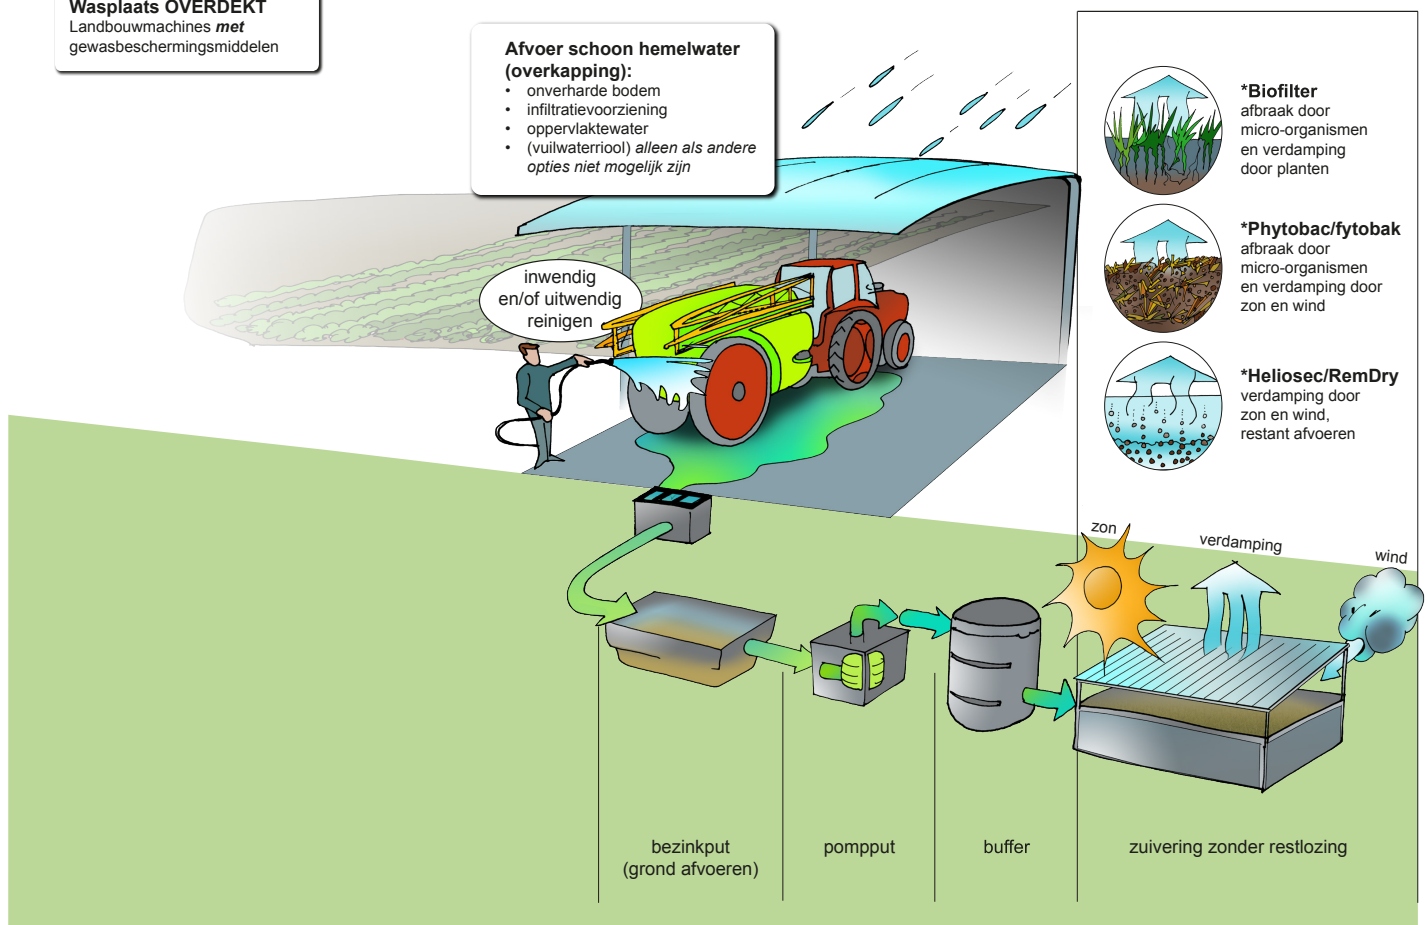 Wasplaats OVERDEKT
Landbouwmachines met
gewasbeschermingsmiddelen
Afvoer schoon hemelwater
(overkapping):
• onverharde bodem
• infiltratievoorziening
• oppervlaktewater
• (vuilwaterriool) alleen als andere
opties niet mogelijk zijn
inwendig
en/of uitwendig
reinigen
*Biofilter
afbraak door
micro-organismen
en verdamping
door planten
*Phytobac/fytobak
afbraak door
micro-organismen
en verdamping door
zon en wind
*Heliosec/RemDry
verdamping door
zon en wind,
restant afvoeren
zon
verdamping
wind
bezinkput
(grond afvoeren)
pompput
buffer
zuivering zonder restlozing